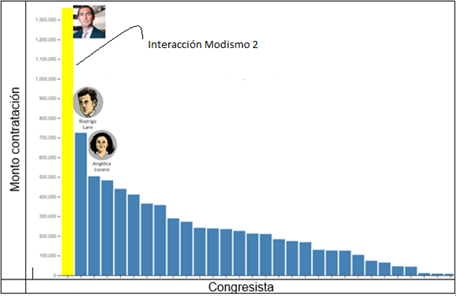 Monto contratación
1,300,000
1,200,000
1,100,000
1,000,000
900,000
800,000
700,000
600,000
500,000
400,000
300,000
200,000
100,000
0
Interacción Modismo 2
Rodrigo
Lara
Angélica
Lozano
Congresista